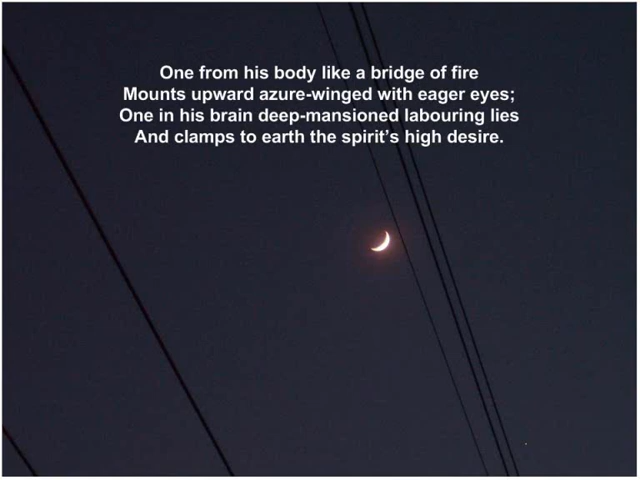 One from his body like a bridge of fire
Mounts upward azure-winged with eager eyes;
One in his brain deep-mansioned labouring lies
And clamps to earth the spirit’s high desire.